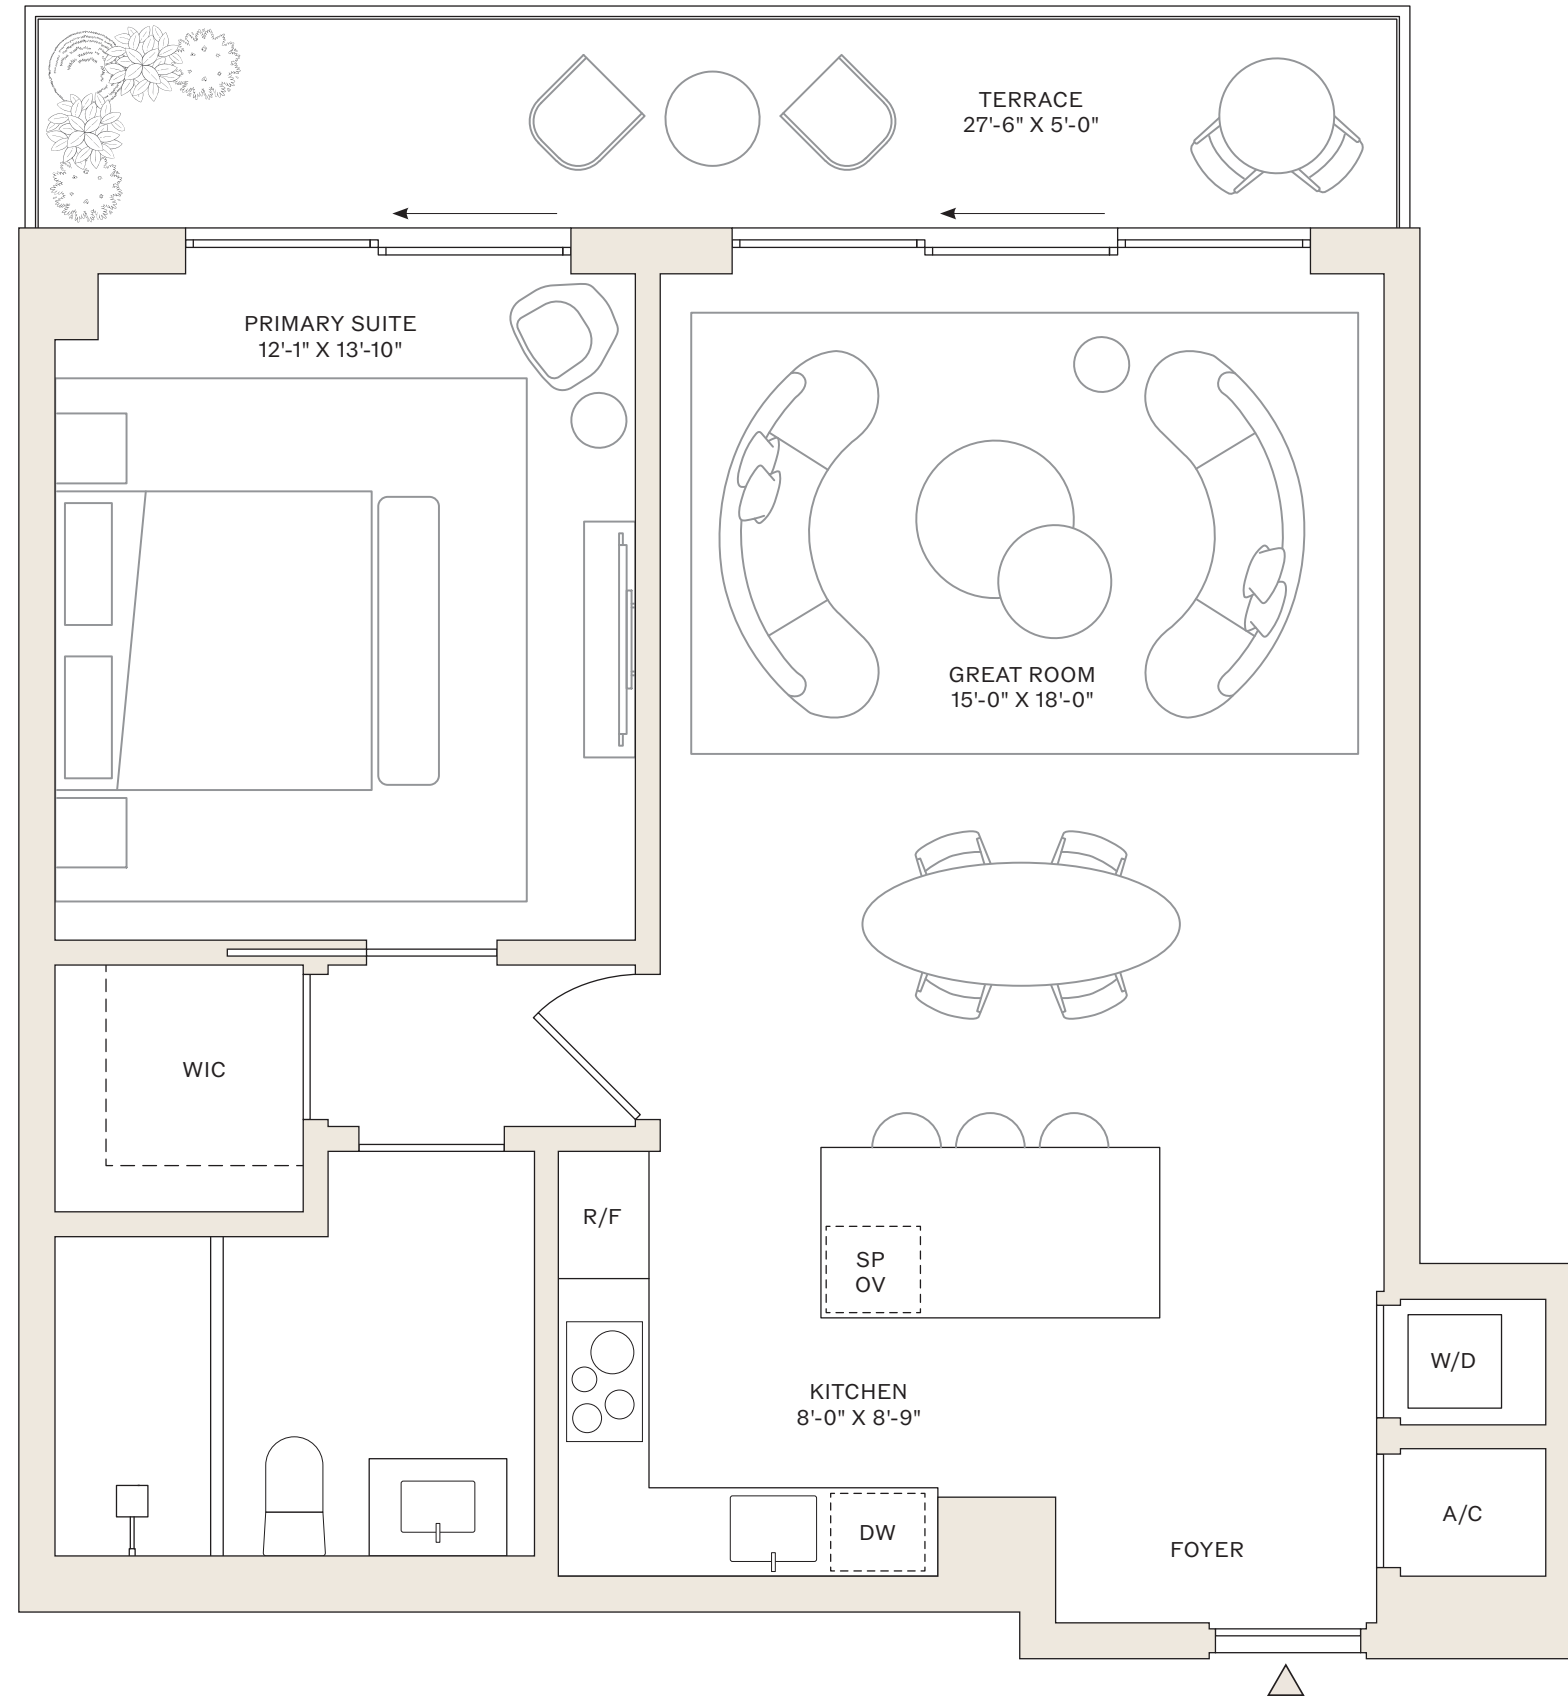 TERRACE
27'-6" X 5'-0"
PRIMARY SUITE
12'-1" X 13'-10"
GREAT ROOM
15'-0" X 18'-0"
WIC
R/F
SP
OV
W/D
KITCHEN
8'-0" X 8'-9"
A/C
DW
FOYER